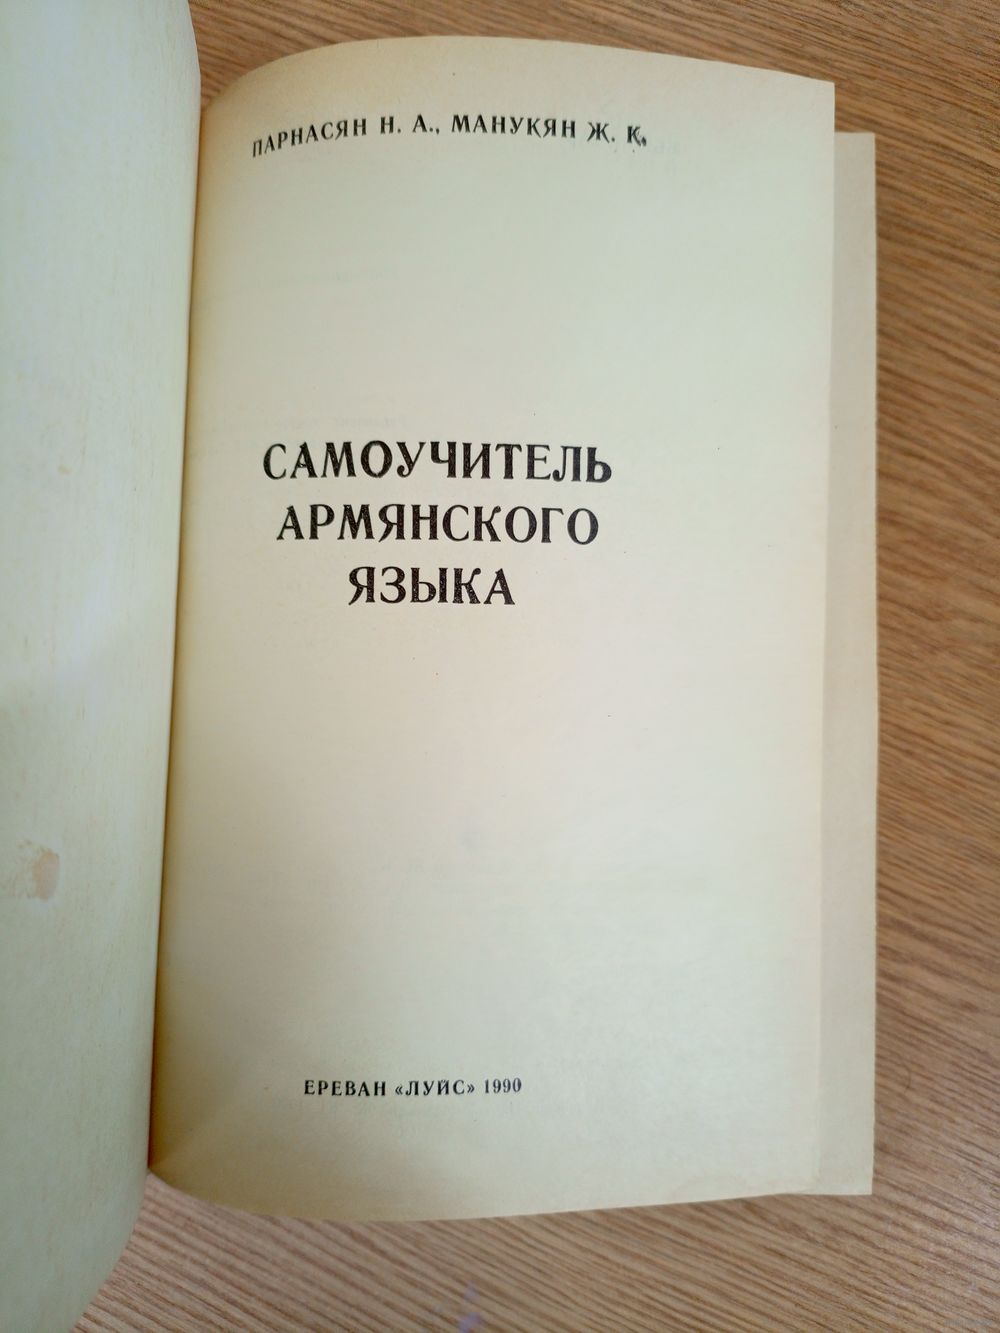 ПАРНАСЯН Н. А., МАНУКЯН Ж. К.
САМОУЧИТЕЛЬ
АРМЯНСКОГО
ЯЗЫКА
ЕРЕВАН «ЛУЙС» 1990